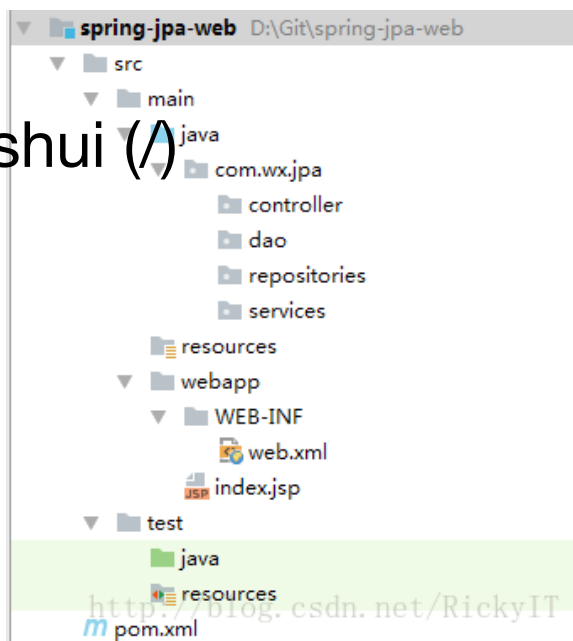 spring-jpa-web D:\Git\spring-jpa-web
src
main
shui (/)
java
com.wx.jpa
controller
dao
repositories
services
resources
webapp
WEB-INF
web.xml
JSP index.jsp
test
java
resources
http://blog.csdn.net/RickyIT
m pom.xml